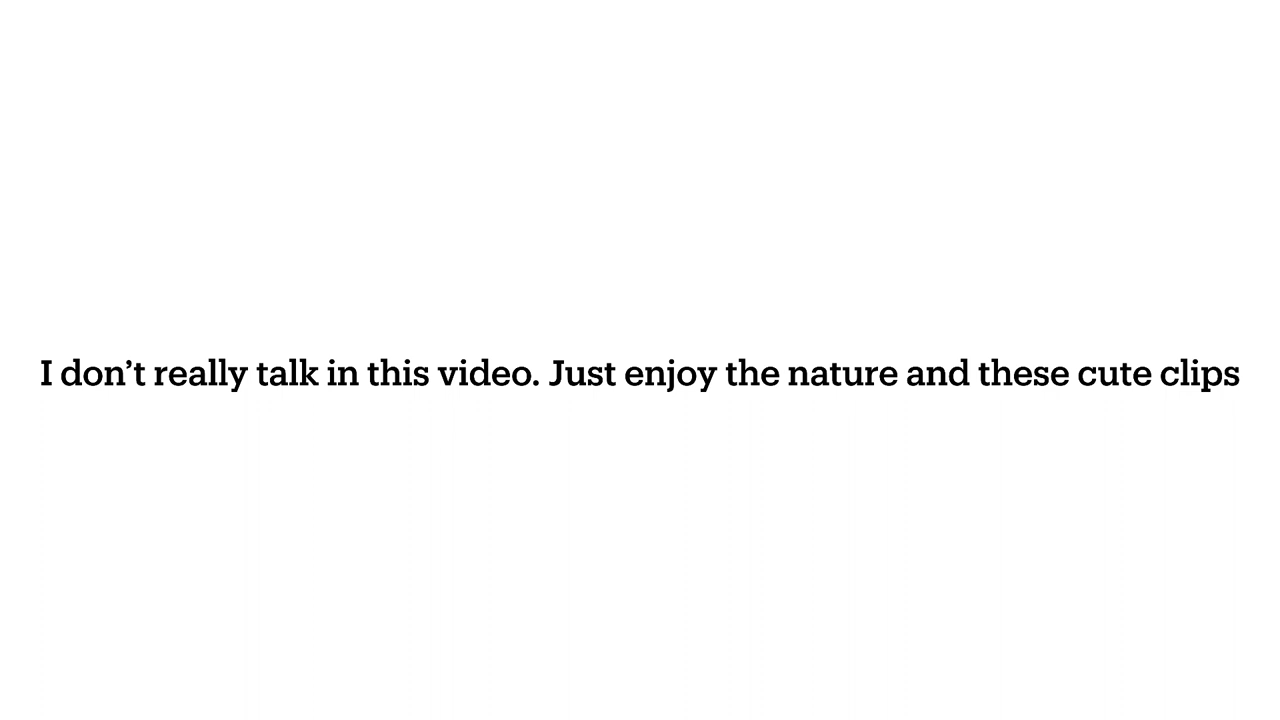 I don’t really talk in this video. Just enjoy the nature and these cute clips